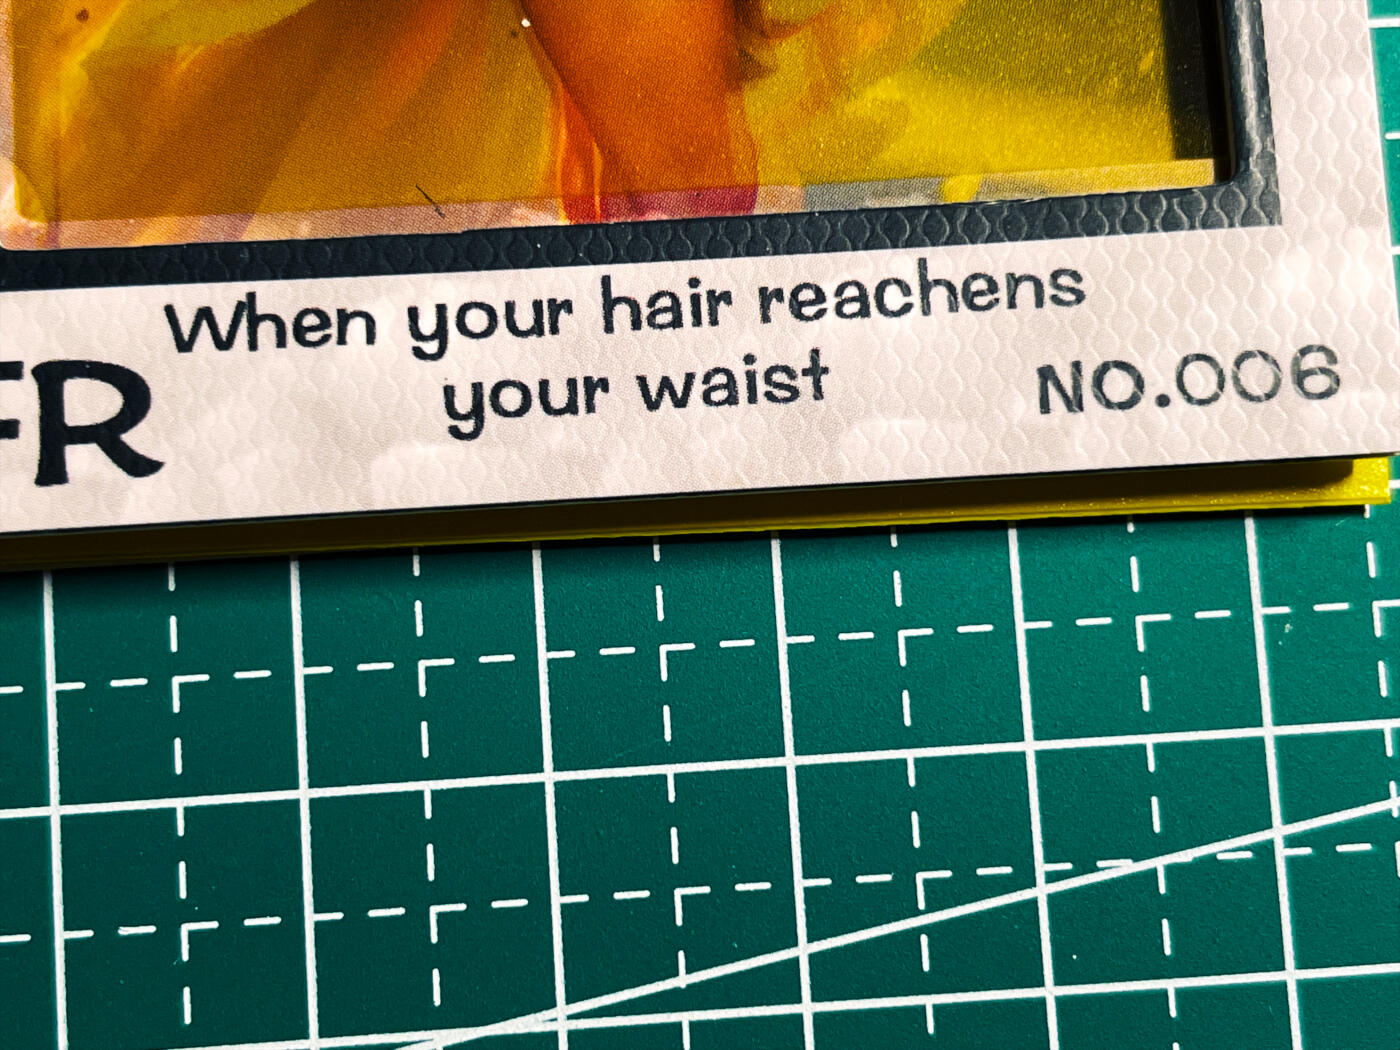 When your hair reachens
your waist
FR
NO.006